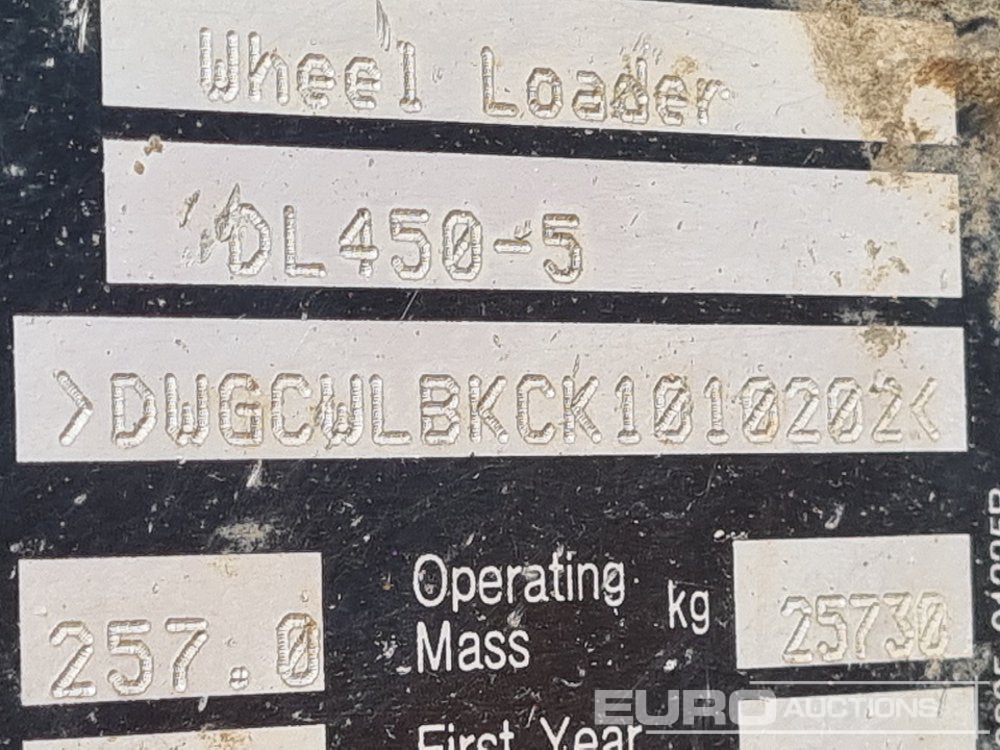 Wheel Loader
DL450-5
>DWGCWLBKCK1010202<
257.0 Operating Mass kg 25730
First Year
EURO AUCTIONS